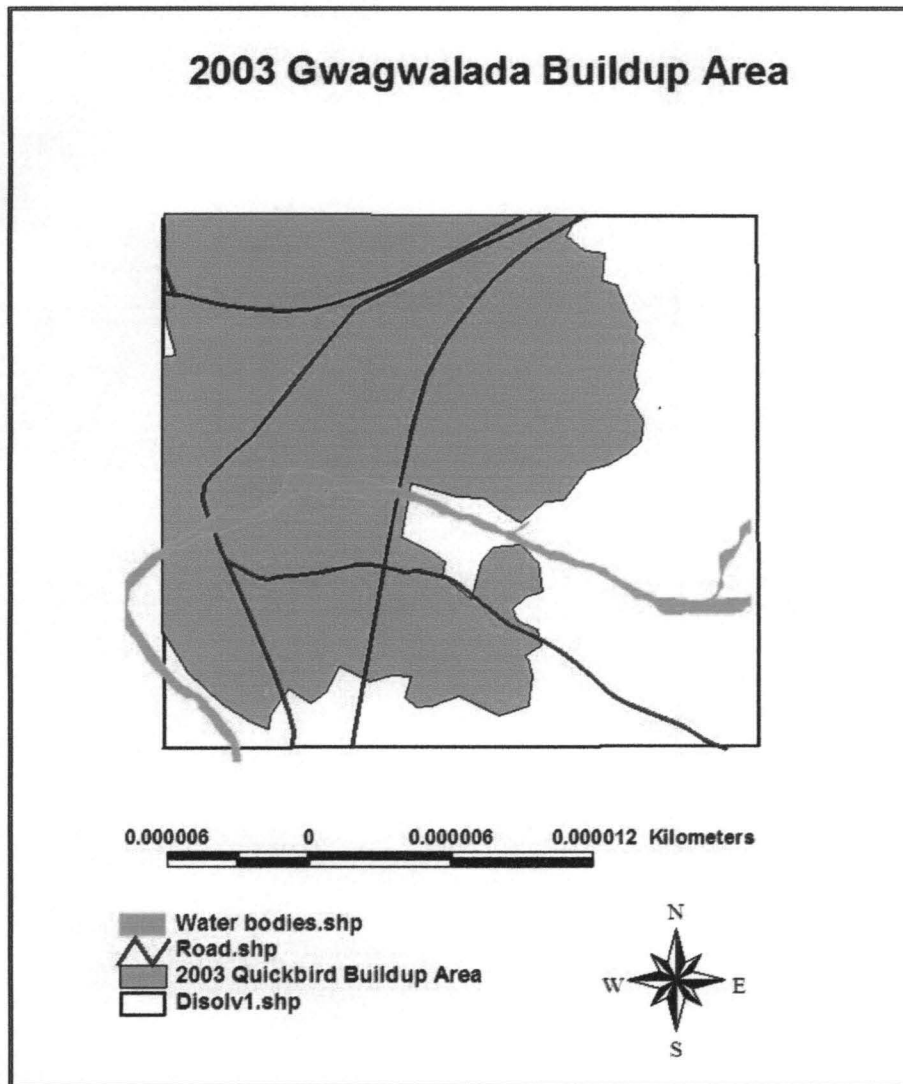 2003 Gwagwalada Buildup Area
0.000006 0 0.000006 0.000012 Kilometers
Water bodies.shp
Road.shp
2003 Quickbird Buildup Area
Disolv1.shp
N
W E
S